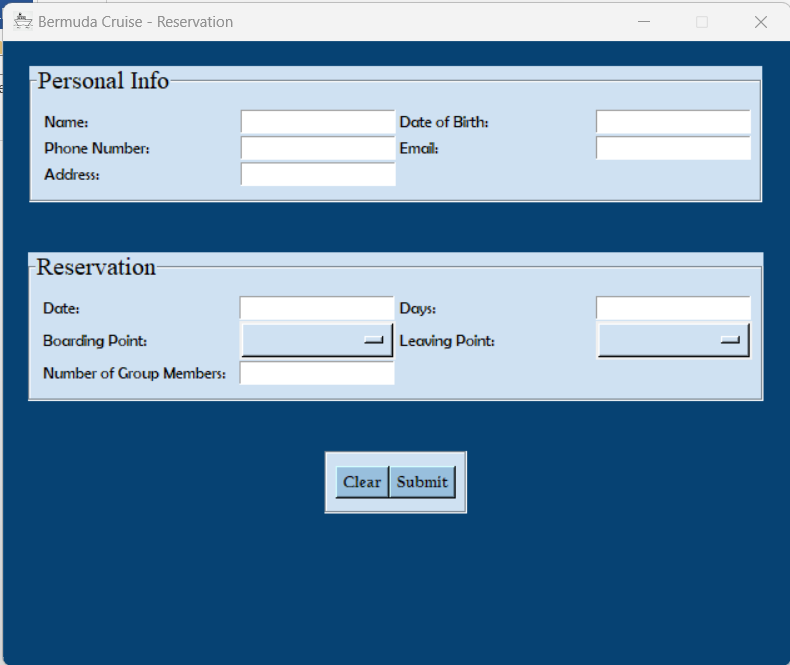 Bermuda Cruise - Reservation
Personal Info
Name: Date of Birth:
Phone Number: Email:
Address:
Reservation
Date: Days:
Boarding Point: Leaving Point:
Number of Group Members:
Clear Submit